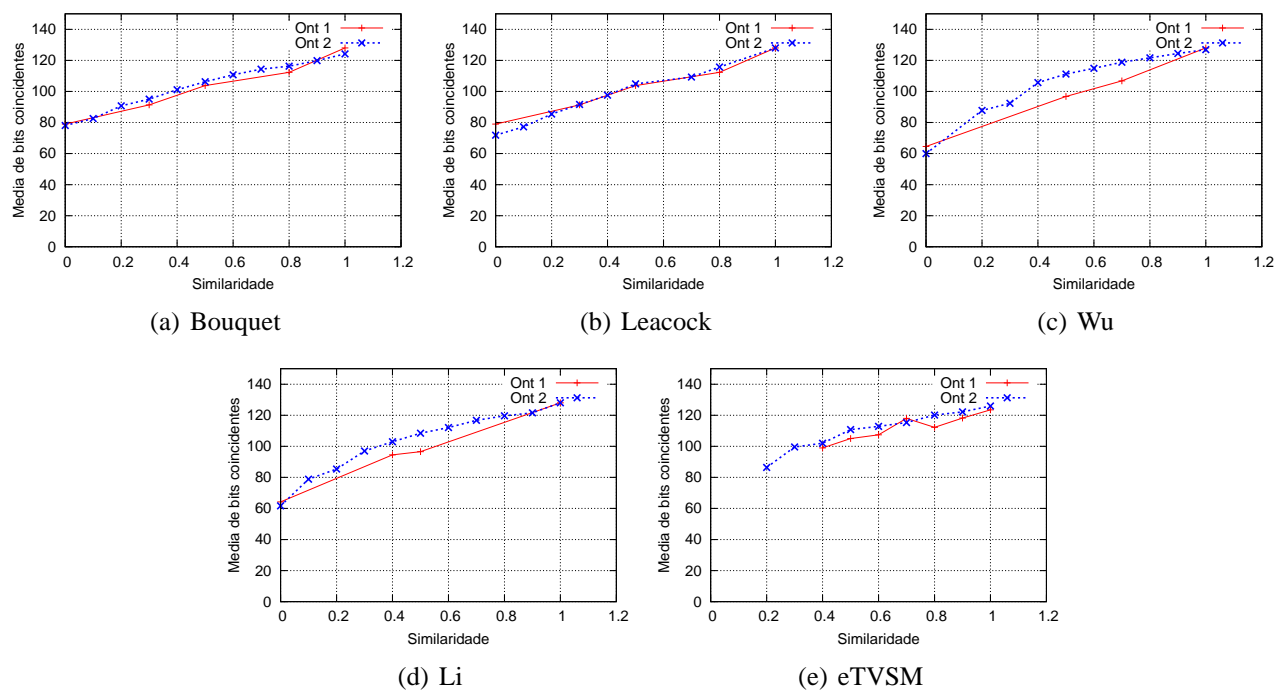 Media de bits coincidentes
140
120
100
80
60
40
20
0
0 0.2 0.4 0.6 0.8 1 1.2
Similaridade
Ont 1
Ont 2
(a) Bouquet
Media de bits coincidentes
140
120
100
80
60
40
20
0
0 0.2 0.4 0.6 0.8 1 1.2
Similaridade
Ont 1
Ont 2
(b) Leacock
Media de bits coincidentes
140
120
100
80
60
40
20
0
0 0.2 0.4 0.6 0.8 1 1.2
Similaridade
Ont 1
Ont 2
(c) Wu
Media de bits coincidentes
140
120
100
80
60
40
20
0
0 0.2 0.4 0.6 0.8 1 1.2
Similaridade
Ont 1
Ont 2
(d) Li
Media de bits coincidentes
140
120
100
80
60
40
20
0
0 0.2 0.4 0.6 0.8 1 1.2
Similaridade
Ont 1
Ont 2
(e) eTVSM